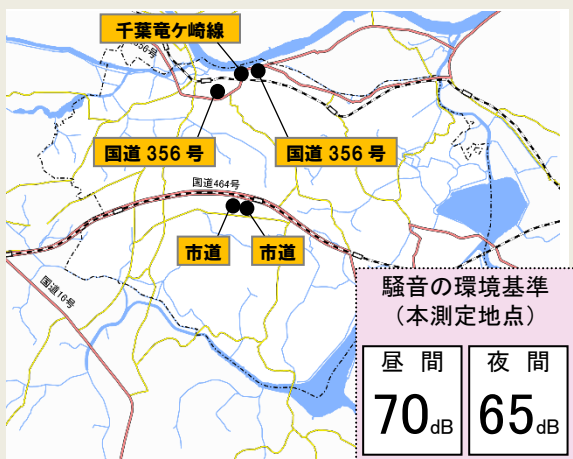 千葉竜ケ崎線
356号
国道 356 号
国道 356 号
国道464号
市道
市道
国道16号
騒音の環境基準
(本測定地点)
昼 間
70dB
夜 間
65dB